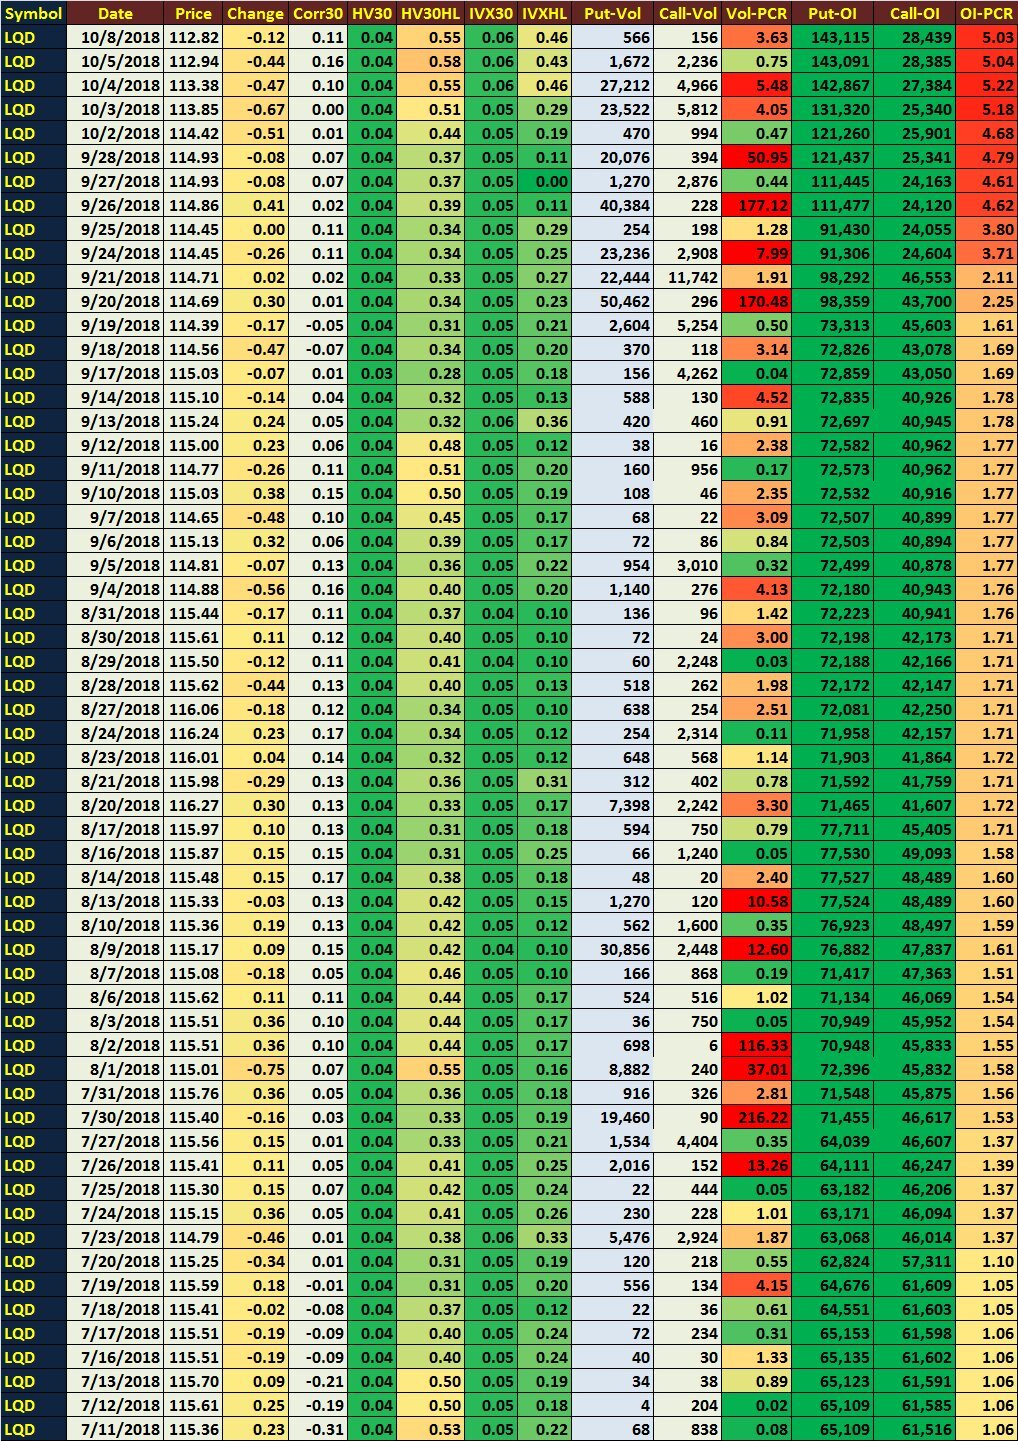 Symbol Date Price Change Corr30 HV30 HV30HL IVX30 IVXHL Put-Vol Call-Vol Vol-PCR Put-OI Call-OI OI-PCR
LQD 10/8/2018 112.82 -0.12 0.11 0.04 0.55 0.06 0.46 566 156 3.63 143,115 28,439 5.03
LQD 10/5/2018 112.94 -0.44 0.16 0.04 0.58 0.06 0.43 1,672 2,236 0.75 143,091 28,385 5.04
LQD 10/4/2018 113.38 -0.47 0.10 0.04 0.55 0.06 0.46 27,212 4,966 5.48 142,867 27,384 5.22
LQD 10/3/2018 113.85 -0.67 0.00 0.04 0.51 0.06 0.29 23,522 5,812 4.05 131,320 25,340 5.18
LQD 10/2/2018 114.42 -0.51 0.01 0.04 0.44 0.06 0.19 470 994 0.47 121,260 25,901 4.68
LQD 9/28/2018 114.93 -0.08 0.07 0.04 0.37 0.04 0.11 20,076 394 50.95 121,437 25,341 4.79
LQD 9/27/2018 114.93 -0.08 0.07 0.04 0.37 0.05 0.00 1,270 2,876 0.44 111,445 24,163 4.61
LQD 9/26/2018 114.86 0.41 0.02 0.04 0.39 0.05 0.11 40,384 228 177.12 111,477 24,120 4.62
LQD 9/25/2018 114.45 0.00 0.11 0.04 0.34 0.05 0.29 254 198 1.28 91,430 24,055 3.80
LQD 9/24/2018 114.45 -0.26 0.11 0.04 0.34 0.05 0.25 23,236 2,908 7.99 91,306 24,604 3.71
LQD 9/21/2018 114.71 0.02 0.02 0.04 0.33 0.05 0.27 22,444 11,742 1.91 98,292 46,553 2.11
LQD 9/20/2018 114.69 0.30 0.01 0.04 0.34 0.05 0.23 50,462 296 170.48 98,359 43,700 2.25
LQD 9/19/2018 114.39 -0.17 -0.05 0.04 0.31 0.05 0.21 2,604 5,254 0.50 73,313 45,603 1.61
LQD 9/18/2018 114.56 -0.47 -0.07 0.04 0.34 0.05 0.20 370 118 3.14 72,826 43,078 1.69
LQD 9/17/2018 115.03 -0.07 0.01 0.03 0.28 0.05 0.18 156 4,262 0.04 72,859 43,050 1.69
LQD 9/14/2018 115.10 -0.14 0.04 0.04 0.32 0.05 0.13 588 130 4.52 72,835 40,926 1.78
LQD 9/13/2018 115.24 0.24 0.05 0.04 0.32 0.06 0.36 420 460 0.91 72,697 40,945 1.78
LQD 9/12/2018 115.00 0.23 0.06 0.04 0.48 0.05 0.12 38 16 2.38 72,582 40,962 1.77
LQD 9/11/2018 114.77 -0.26 0.11 0.04 0.51 0.05 0.20 160 956 0.17 72,573 40,962 1.77
LQD 9/10/2018 115.03 0.38 0.15 0.04 0.50 0.05 0.19 108 46 2.35 72,532 40,916 1.77
LQD 9/7/2018 114.65 -0.48 0.10 0.04 0.45 0.05 0.17 68 22 3.09 72,507 40,899 1.77
LQD 9/6/2018 115.13 0.32 0.06 0.04 0.39 0.05 0.17 72 86 0.84 72,503 40,894 1.77
LQD 9/5/2018 114.81 -0.07 0.13 0.04 0.36 0.05 0.22 954 3,010 0.32 72,499 40,878 1.77
LQD 9/4/2018 114.88 -0.56 0.16 0.04 0.40 0.05 0.20 1,140 276 4.13 72,180 40,943 1.76
LQD 8/31/2018 115.44 -0.17 0.11 0.04 0.37 0.04 0.10 136 96 1.42 72,223 40,941 1.76
LQD 8/30/2018 115.61 0.11 0.12 0.04 0.40 0.05 0.10 72 24 3.00 72,198 42,173 1.71
LQD 8/29/2018 115.50 -0.12 0.11 0.04 0.41 0.04 0.10 60 2,248 0.03 72,188 42,166 1.71
LQD 8/28/2018 115.62 -0.44 0.13 0.04 0.40 0.05 0.13 518 262 1.98 72,172 42,147 1.71
LQD 8/27/2018 116.06 -0.18 0.12 0.04 0.34 0.05 0.10 638 254 2.51 72,081 42,250 1.71
LQD 8/24/2018 116.24 0.23 0.17 0.04 0.34 0.05 0.12 254 2,314 0.11 71,958 42,157 1.71
LQD 8/23/2018 116.01 0.04 0.14 0.04 0.32 0.05 0.12 648 568 1.14 71,903 41,864 1.72
LQD 8/21/2018 115.98 -0.29 0.13 0.04 0.36 0.05 0.31 312 402 0.78 71,592 41,759 1.71
LQD 8/20/2018 116.27 0.30 0.13 0.04 0.33 0.05 0.17 7,398 2,242 3.30 71,465 41,607 1.72
LQD 8/17/2018 115.97 0.10 0.13 0.04 0.31 0.05 0.18 594 750 0.79 77,711 45,405 1.71
LQD 8/16/2018 115.87 0.15 0.15 0.04 0.31 0.05 0.25 66 1,240 0.05 77,530 49,093 1.58
LQD 8/14/2018 115.48 0.15 0.17 0.04 0.38 0.05 0.18 48 20 2.40 77,527 48,489 1.60
LQD 8/13/2018 115.33 -0.03 0.13 0.04 0.42 0.05 0.15 1,270 120 10.58 77,524 48,489 1.60
LQD 8/10/2018 115.36 0.19 0.13 0.04 0.42 0.05 0.12 562 1,600 0.35 76,923 48,497 1.59
LQD 8/9/2018 115.17 0.09 0.15 0.04 0.42 0.04 0.10 30,856 2,448 12.60 76,882 47,837 1.61
LQD 8/7/2018 115.08 -0.18 0.05 0.04 0.46 0.05 0.10 166 868 0.19 71,417 47,363 1.51
LQD 8/6/2018 115.62 0.11 0.11 0.04 0.44 0.05 0.17 524 516 1.02 71,134 46,069 1.54
LQD 8/3/2018 115.51 0.36 0.10 0.04 0.44 0.05 0.17 36 750 0.05 70,949 45,952 1.54
LQD 8/2/2018 115.51 0.36 0.10 0.04 0.44 0.05 0.17 698 6 116.33 70,948 45,833 1.55
LQD 8/1/2018 115.01 -0.75 0.07 0.04 0.55 0.05 0.16 8,882 240 37.01 72,396 45,832 1.58
LQD 7/31/2018 115.76 0.36 0.05 0.04 0.36 0.05 0.18 916 326 2.81 71,548 45,875 1.56
LQD 7/30/2018 115.40 -0.16 0.03 0.04 0.33 0.05 0.19 19,460 90 216.22 71,455 46,617 1.53
LQD 7/27/2018 115.56 0.15 0.01 0.04 0.33 0.05 0.21 1,534 4,404 0.35 64,039 46,607 1.37
LQD 7/26/2018 115.41 0.11 0.05 0.04 0.41 0.05 0.25 2,016 152 13.26 64,111 46,247 1.39
LQD 7/25/2018 115.30 0.15 0.07 0.04 0.42 0.05 0.24 22 444 0.05 63,182 46,206 1.37
LQD 7/24/2018 115.15 0.36 0.05 0.04 0.41 0.05 0.26 230 228 1.01 63,171 46,094 1.37
LQD 7/23/2018 114.79 -0.46 0.01 0.04 0.38 0.06 0.33 5,476 2,924 1.87 63,068 46,014 1.37
LQD 7/20/2018 115.25 -0.34 0.01 0.04 0.31 0.05 0.19 120 218 0.55 62,824 57,311 1.10
LQD 7/19/2018 115.59 0.18 -0.01 0.04 0.31 0.05 0.20 556 134 4.15 64,676 61,609 1.05
LQD 7/18/2018 115.41 -0.02 -0.08 0.04 0.37 0.05 0.12 22 36 0.61 64,551 61,603 1.05
LQD 7/17/2018 115.51 -0.19 -0.09 0.04 0.40 0.05 0.24 72 234 0.31 65,153 61,598 1.06
LQD 7/16/2018 115.51 -0.19 -0.09 0.04 0.40 0.05 0.24 40 30 1.33 65,135 61,602 1.06
LQD 7/13/2018 115.70 0.09 -0.21 0.04 0.50 0.05 0.19 34 38 0.89 65,123 61,591 1.06
LQD 7/12/2018 115.61 0.25 -0.19 0.04 0.50 0.05 0.18 4 204 0.02 65,109 61,585 1.06
LQD 7/11/2018 115.36 0.23 -0.31 0.04 0.53 0.05 0.22 68 838 0.08 65,109 61,516 1.06